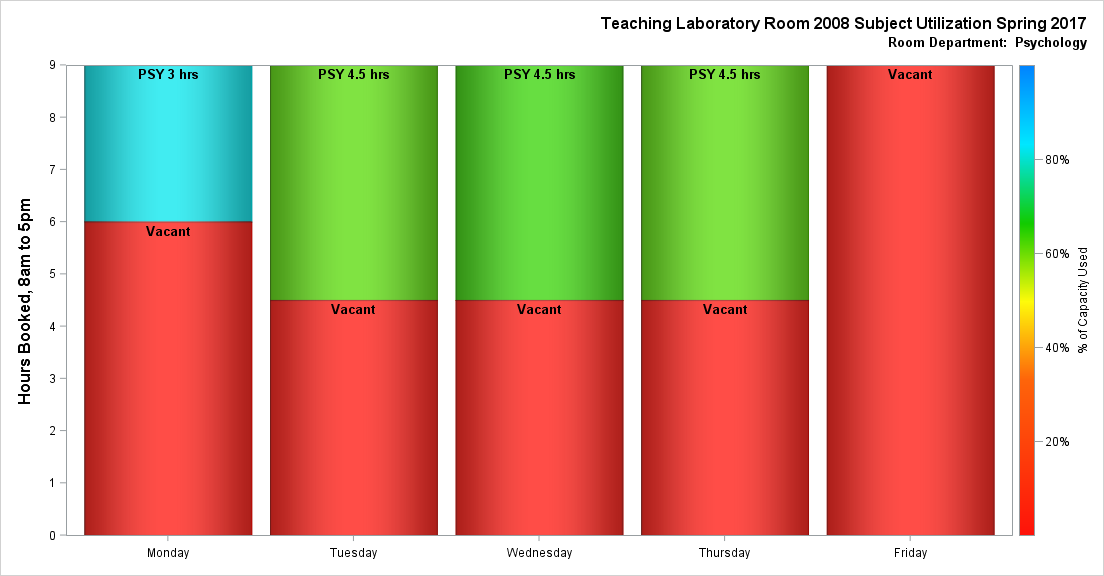 Teaching Laboratory Room 2008 Subject Utilization Spring 2017
Room Department: Psychology
Hours Booked, 8am to 5pm
9
8
7
6
5
4
3
2
1
0
PSY 3 hrs
PSY 4.5 hrs
PSY 4.5 hrs
PSY 4.5 hrs
Vacant
Vacant
Vacant
Vacant
Vacant
Monday
Tuesday
Wednesday
Thursday
Friday
80%
60%
40%
20%
% of Capacity Used